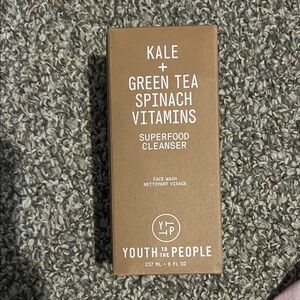 KALE
+
GREEN TEA
SPINACH
VITAMINS
SUPERFOOD
CLEANSER
FACE WASH
NETTOYANT VISAGE
YTTP
YOUTH TO THE PEOPLE
237 ML • 8 FL OZ